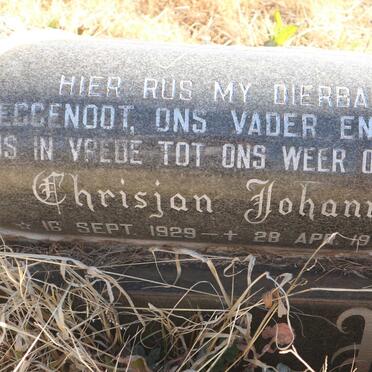 HIER RUS MY DIERBA
EGGENOOT, ONS VADER EN
S IN VREDE TOT ONS WEER O
Chrisjan Johann
16 SEPT. 1929 -+ 28 APR. 19